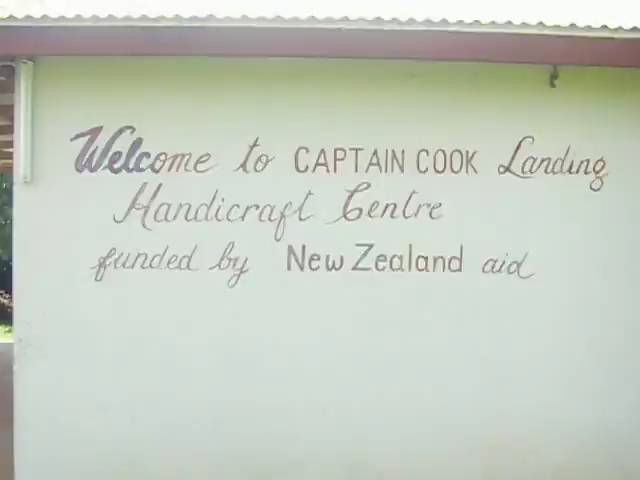 Welcome to CAPTAIN COOK Landing
Handicraft Centre
funded by New Zealand aid